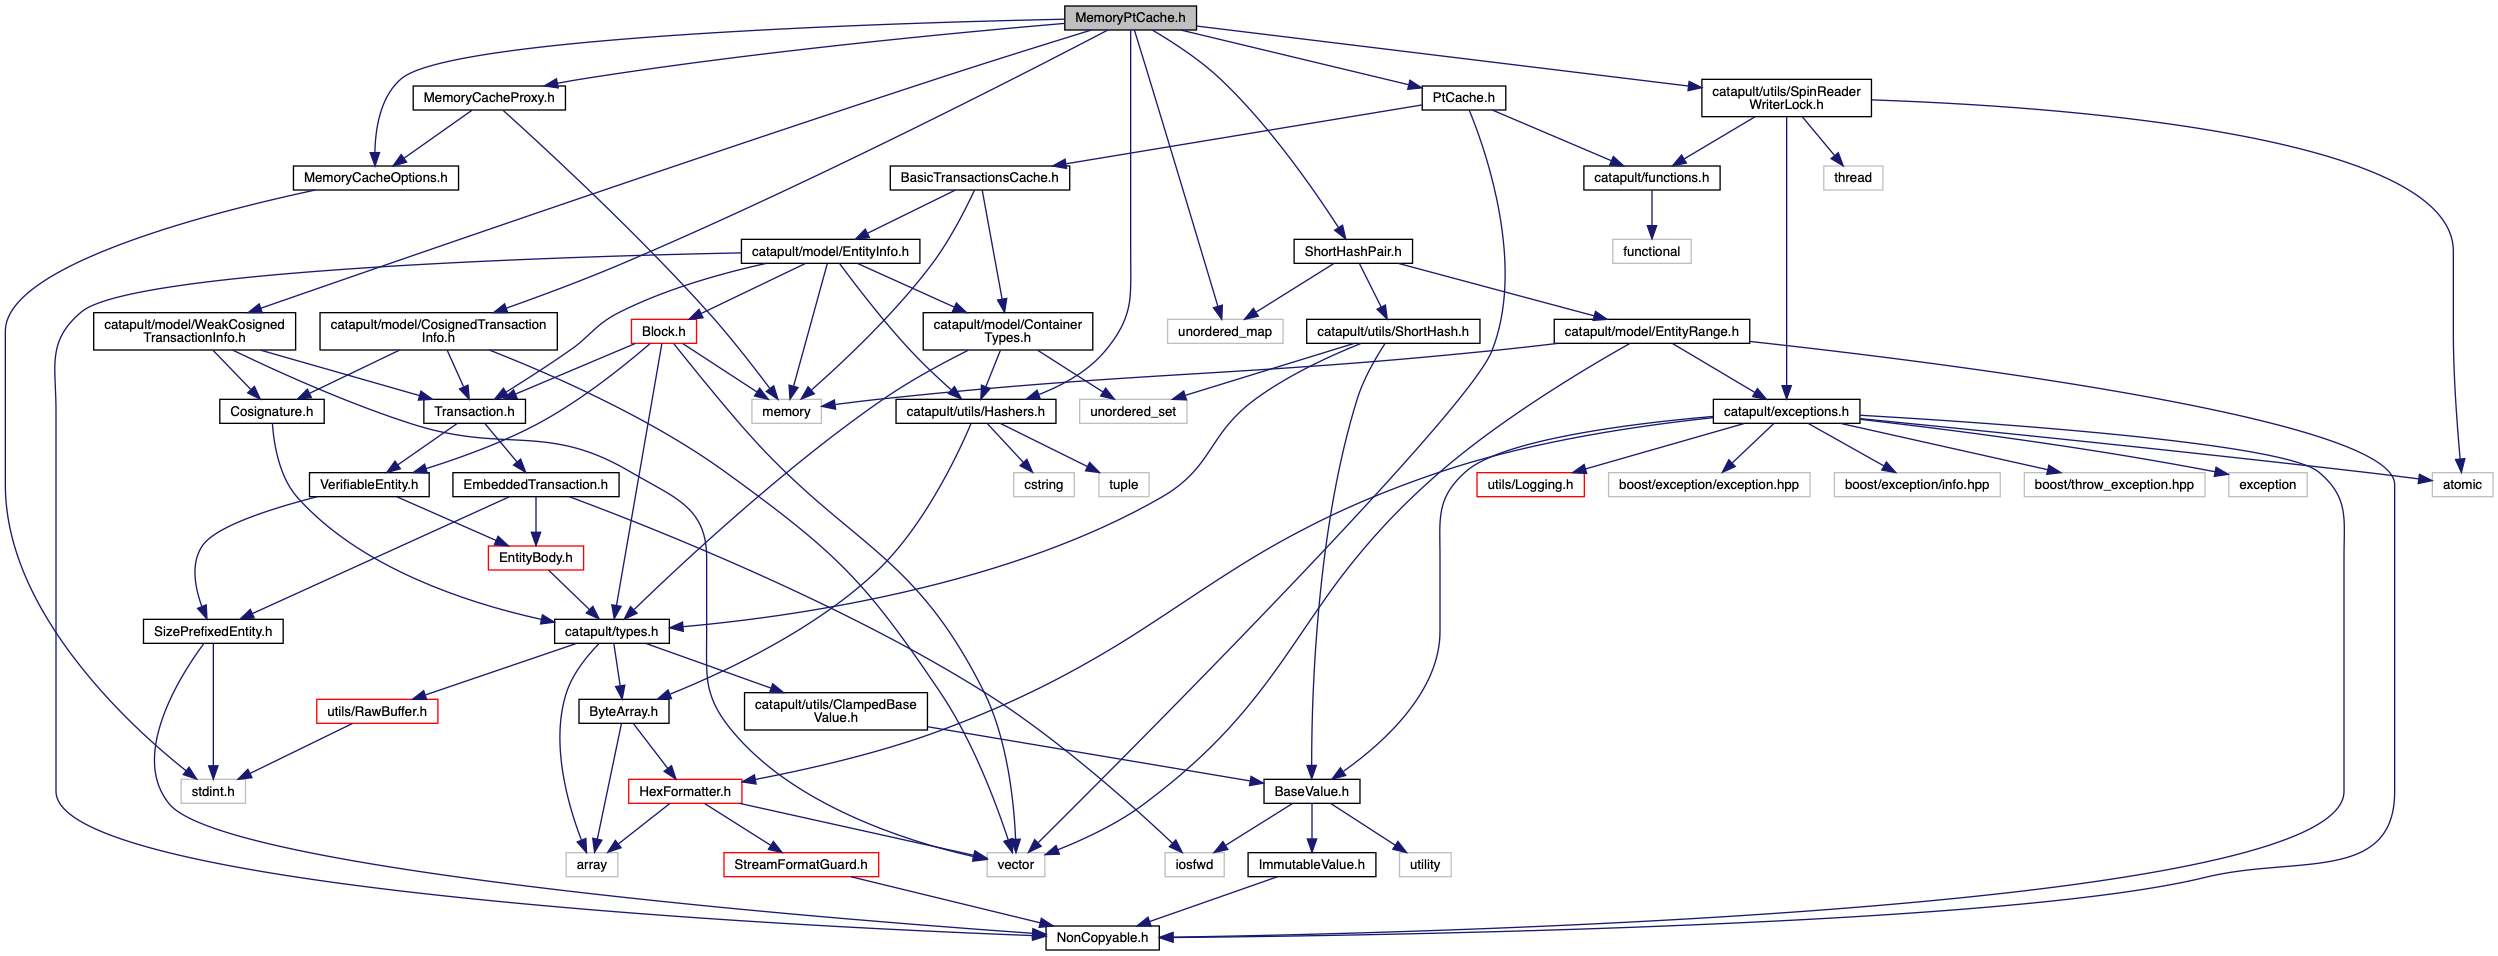 MemoryPtCache.h
MemoryCacheProxy.h
PtCache.h
catapult/utils/SpinReader
WriterLock.h
MemoryCacheOptions.h
BasicTransactionsCache.h
catapult/functions.h
thread
catapult/model/EntityInfo.h
ShortHashPair.h
functional
catapult/model/WeakCosigned
TransactionInfo.h
catapult/model/CosignedTransaction
Info.h
Block.h
catapult/model/Container
Types.h
unordered_map
catapult/utils/ShortHash.h
catapult/model/EntityRange.h
Cosignature.h
Transaction.h
memory
catapult/utils/Hashers.h
unordered_set
catapult/exceptions.h
VerifiableEntity.h
EmbeddedTransaction.h
cstring
tuple
utils/Logging.h
boost/exception/exception.hpp
boost/exception/info.hpp
boost/throw_exception.hpp
exception
atomic
EntityBody.h
SizePrefixedEntity.h
catapult/types.h
utils/RawBuffer.h
ByteArray.h
catapult/utils/ClampedBase
Value.h
stdint.h
HexFormatter.h
BaseValue.h
array
StreamFormatGuard.h
vector
iosfwd
ImmutableValue.h
utility
NonCopyable.h